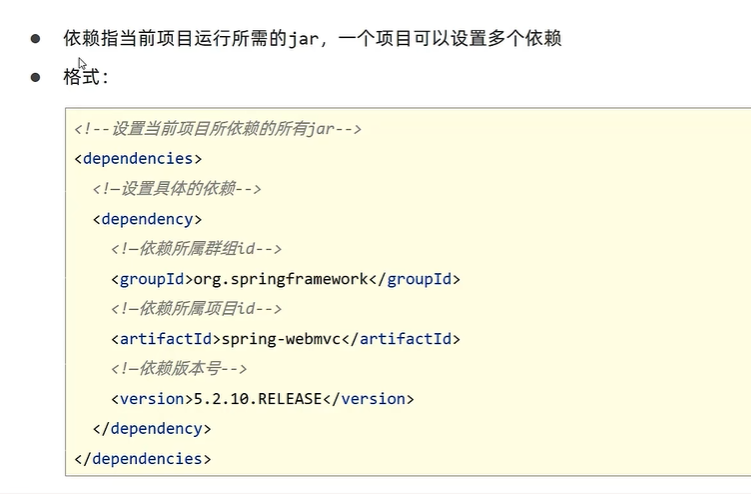 依赖指当前项目运行所需的jar，一个项目可以设置多个依赖
格式：
<!--设置当前项目所依赖的所有jar-->
<dependencies>
<!—设置具体的依赖-->
<dependency>
<!—依赖所属群组id-->
<groupId>org.springframework</groupId>
<!—依赖所属项目id-->
<artifactId>spring-webmvc</artifactId>
<!—依赖版本号-->
<version>5.2.10.RELEASE</version>
</dependency>
</dependencies>